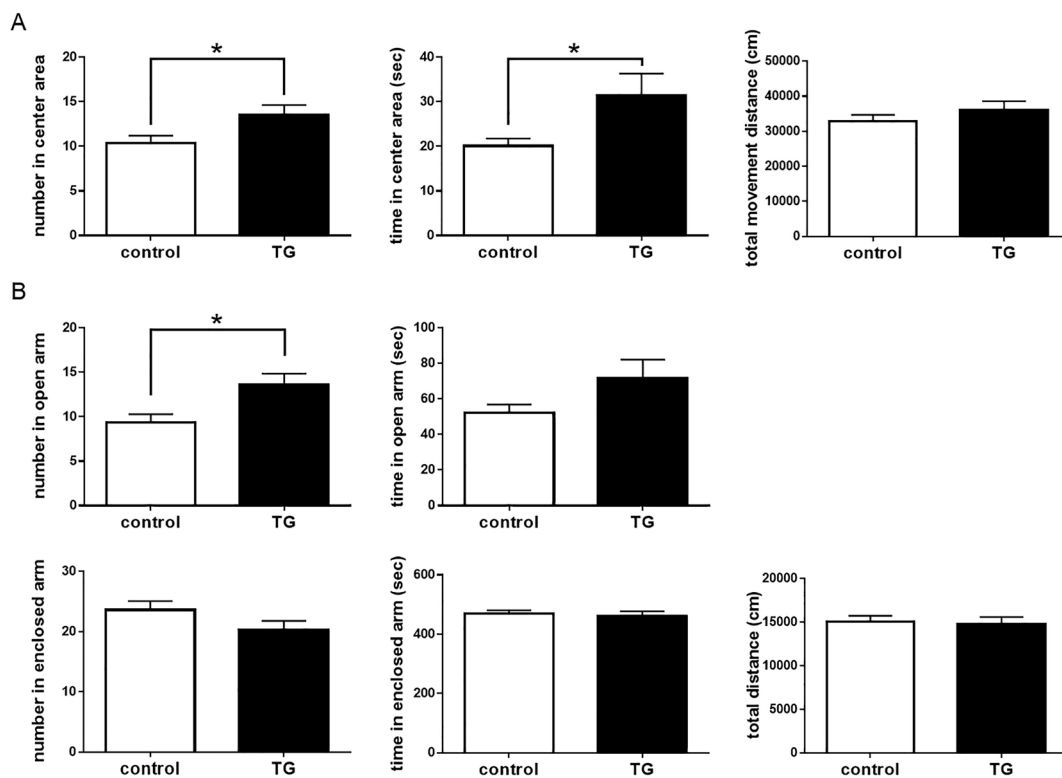 A
number in center area
20
15
10
5
0
*
control TG
time in center area (sec)
40
30
20
10
0
*
control TG
total movement distance (cm)
50000
40000
30000
20000
10000
0
control TG
B
number in open arm
20
15
10
5
0
*
control TG
time in open arm (sec)
100
80
60
40
20
0
control TG
number in enclosed arm
30
20
10
0
control TG
time in enclosed arm (sec)
600
400
200
0
control TG
total distance (cm)
20000
15000
10000
5000
0
control TG